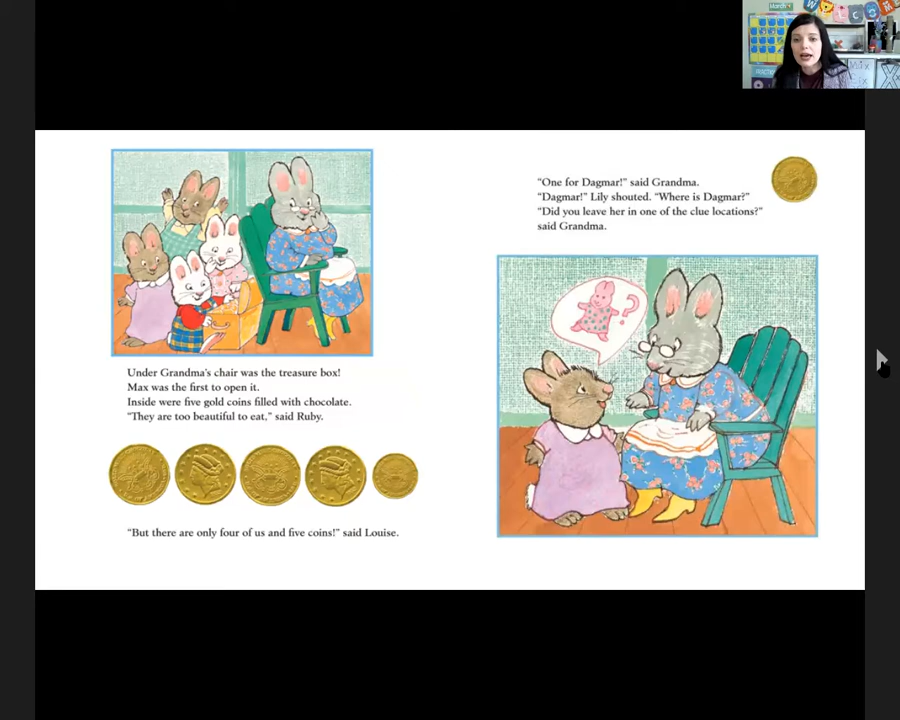 March
WELCOME
Under Grandma's chair was the treasure box!
Max was the first to open it.
Inside were five gold coins filled with chocolate.
"They are too beautiful to eat," said Ruby.
"But there are only four of us and five coins!" said Louise.
"One for Dagmar!" said Grandma.
"Dagmar!" Lily shouted. "Where is Dagmar?"
"Did you leave her in one of the clue locations?"
said Grandma.
?